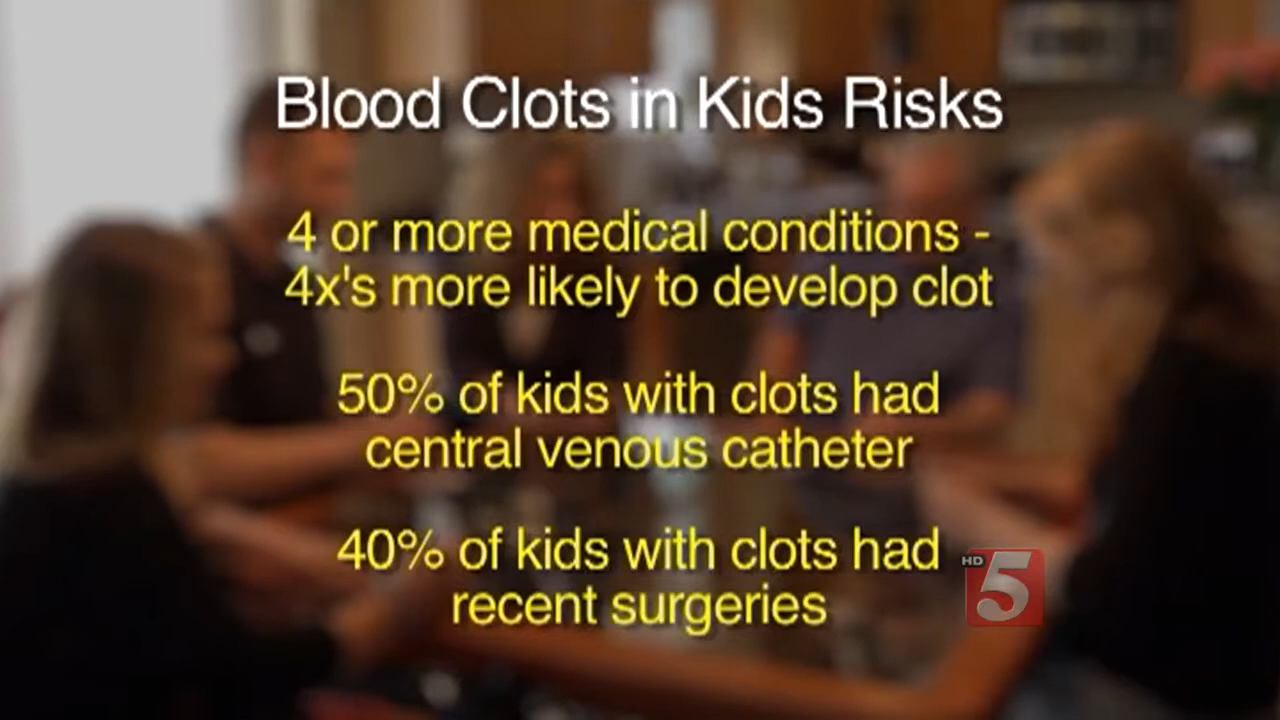 Blood Clots in Kids Risks
4 or more medical conditions -
4x's more likely to develop clot
50% of kids with clots had
central venous catheter
40% of kids with clots had
recent surgeries
HD
5